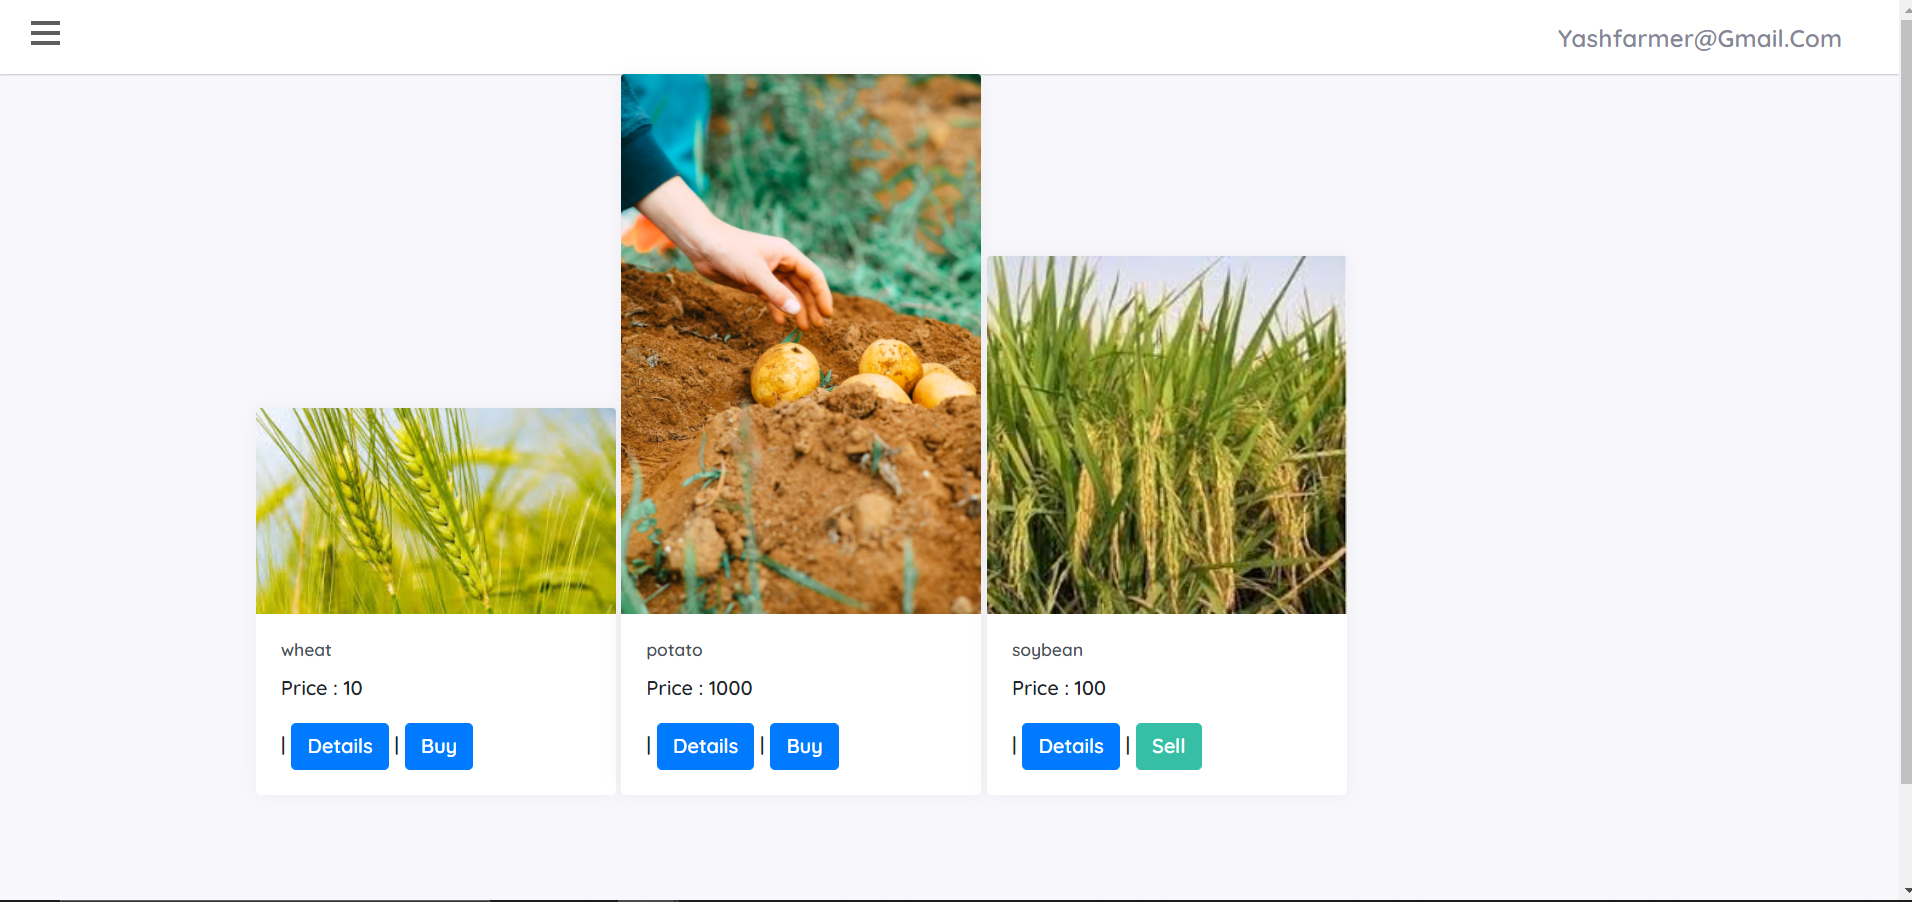 Yashfarmer@Gmail.Com
wheat
Price : 10
| Details | Buy
potato
Price : 1000
| Details | Buy
soybean
Price : 100
| Details | Sell